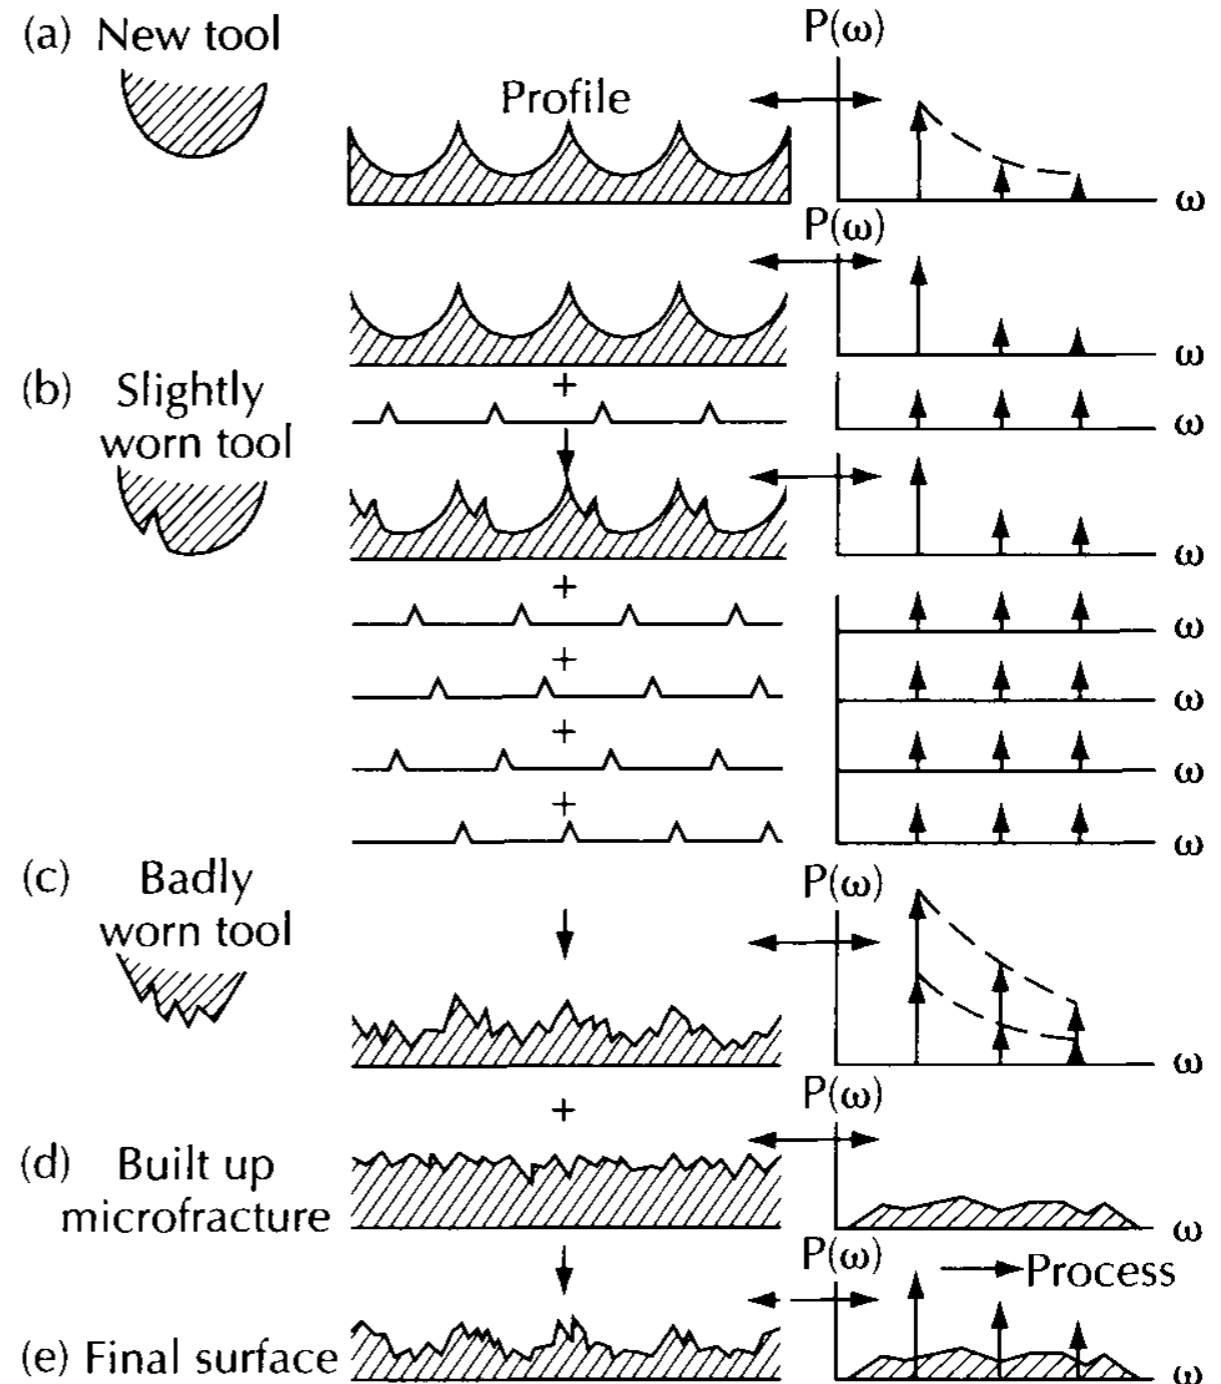 (a) New tool
Profile
P(ω)
ω
P(ω)
ω
(b) Slightly
worn tool
+
ω
ω
+
ω
+
ω
+
ω
+
ω
(c) Badly
worn tool
P(ω)
ω
+
P(ω)
(d) Built up
microfracture
ω
P(ω)
Process
(e) Final surface
ω